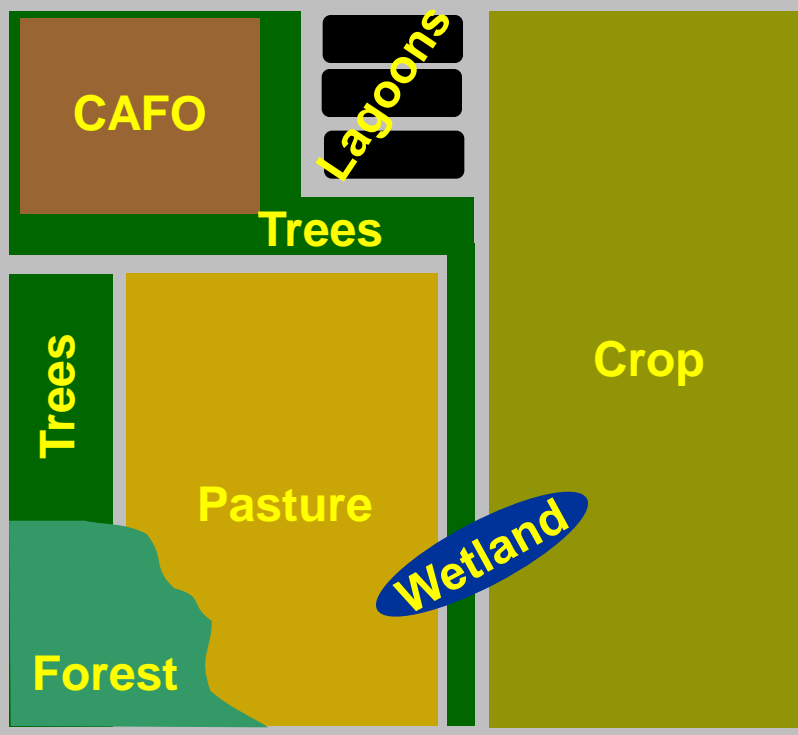 CAFO
Lagoons
Trees
Trees
Crop
Pasture
Wetland
Forest